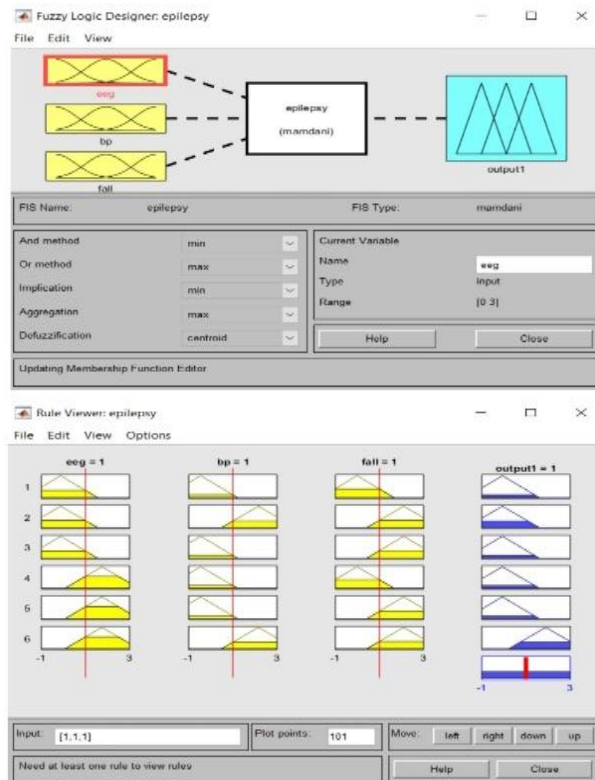 Fuzzy Logic Designer: epilepsy
File Edit View
eeg
bp
fall
epilepsy
(mamdani)
output1
FIS Name: epilepsy FIS Type: mamdani
And method min
Or method max
Implication min
Aggregation max
Defuzzification centroid
Current Variable
Name eeg
Type input
Range [0 3]
Help Close
Updating Membership Function Editor
Rule Viewer: epilepsy
File Edit View Options
eeg = 1 bp = 1 fall = 1 output1 = 1
1
2
3
4
5
6
-1 3 -1 3 -1 3
-1 3
Input: [1,1,1] Plot points: 101 Move: left right down up
Need at least one rule to view rules
Help Close